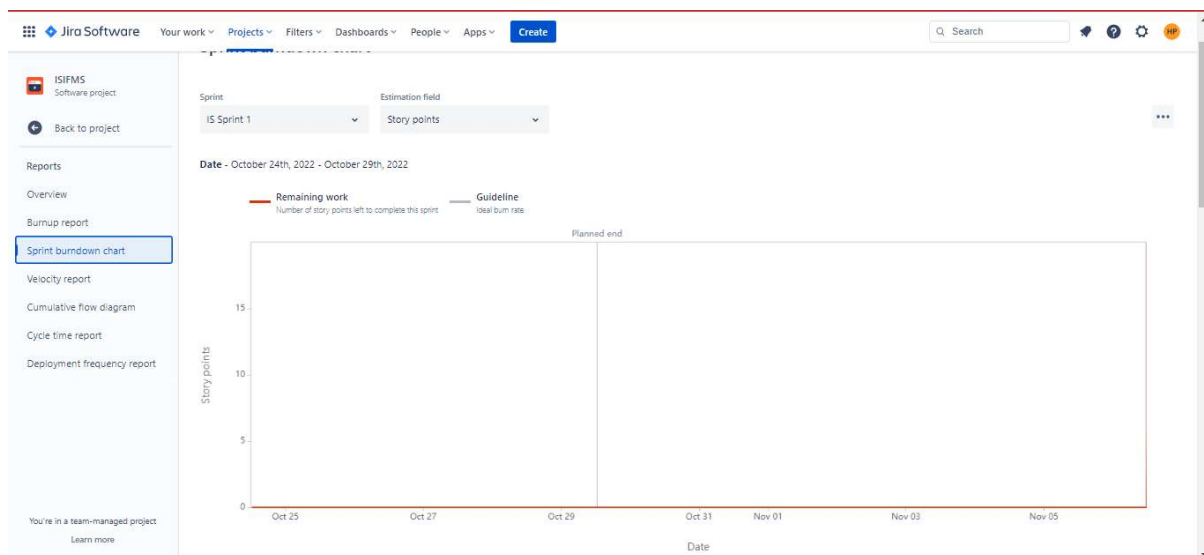 Jira Software Your work Projects Filters Dashboards People Apps Create Search HP
Sprint burndown chart
ISIFMS
Software project
Back to project
Reports
Overview
Burnup report
Sprint burndown chart
Velocity report
Cumulative flow diagram
Cycle time report
Deployment frequency report
You're in a team-managed project
Learn more
Sprint Estimation field
IS Sprint 1 Story points
Date - October 24th, 2022 - October 29th, 2022
Remaining work Guideline
Number of story points left to complete this sprint Ideal burn rate
Planned end
15
10
5
0
Story points
Oct 25 Oct 27 Oct 29 Oct 31 Nov 01 Nov 03 Nov 05
Date